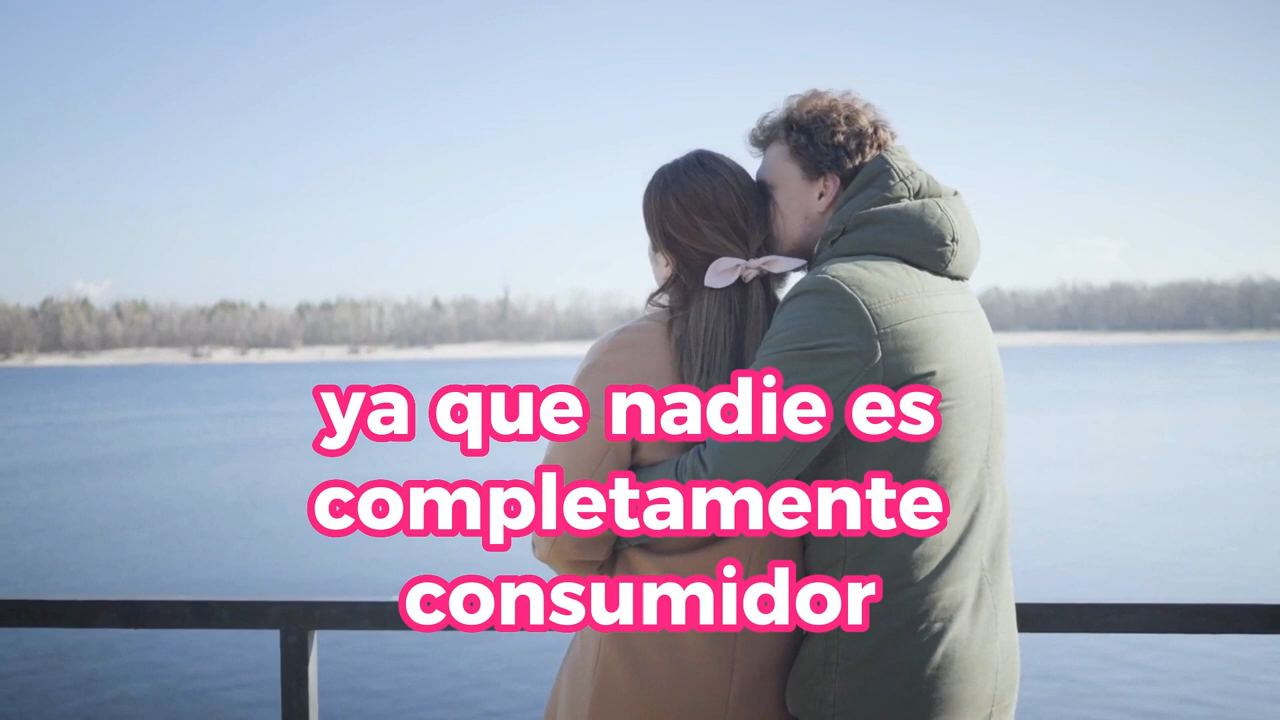 ya que nadie es
completamente
consumidor